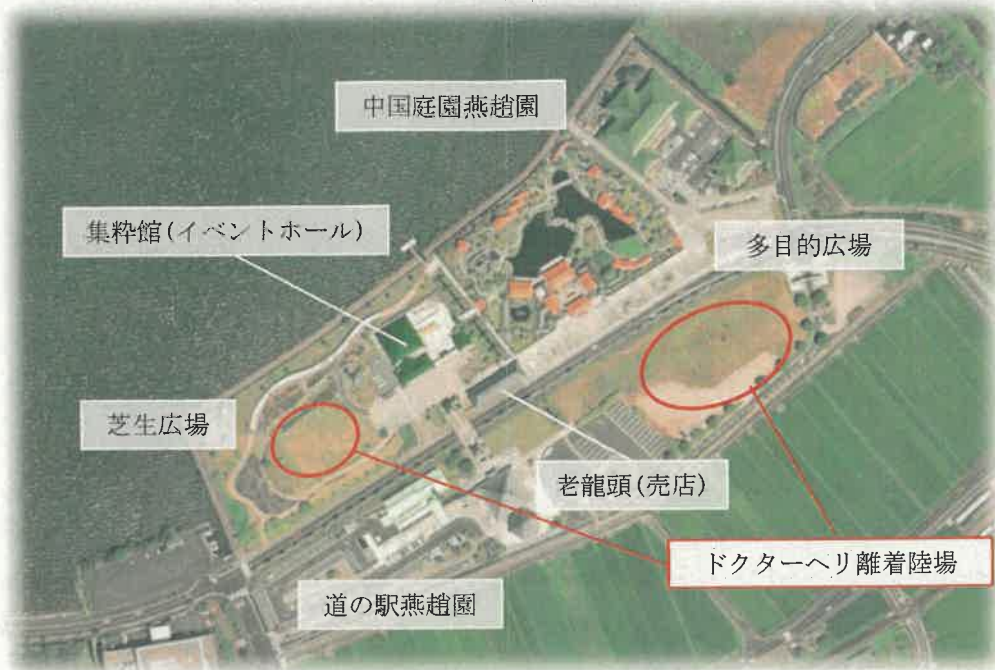 中国庭園燕趙園
集粋館(イベントホール)
多目的広場
芝生広場
老龍頭(売店)
ドクターヘリ離着陸場
道の駅燕趙園